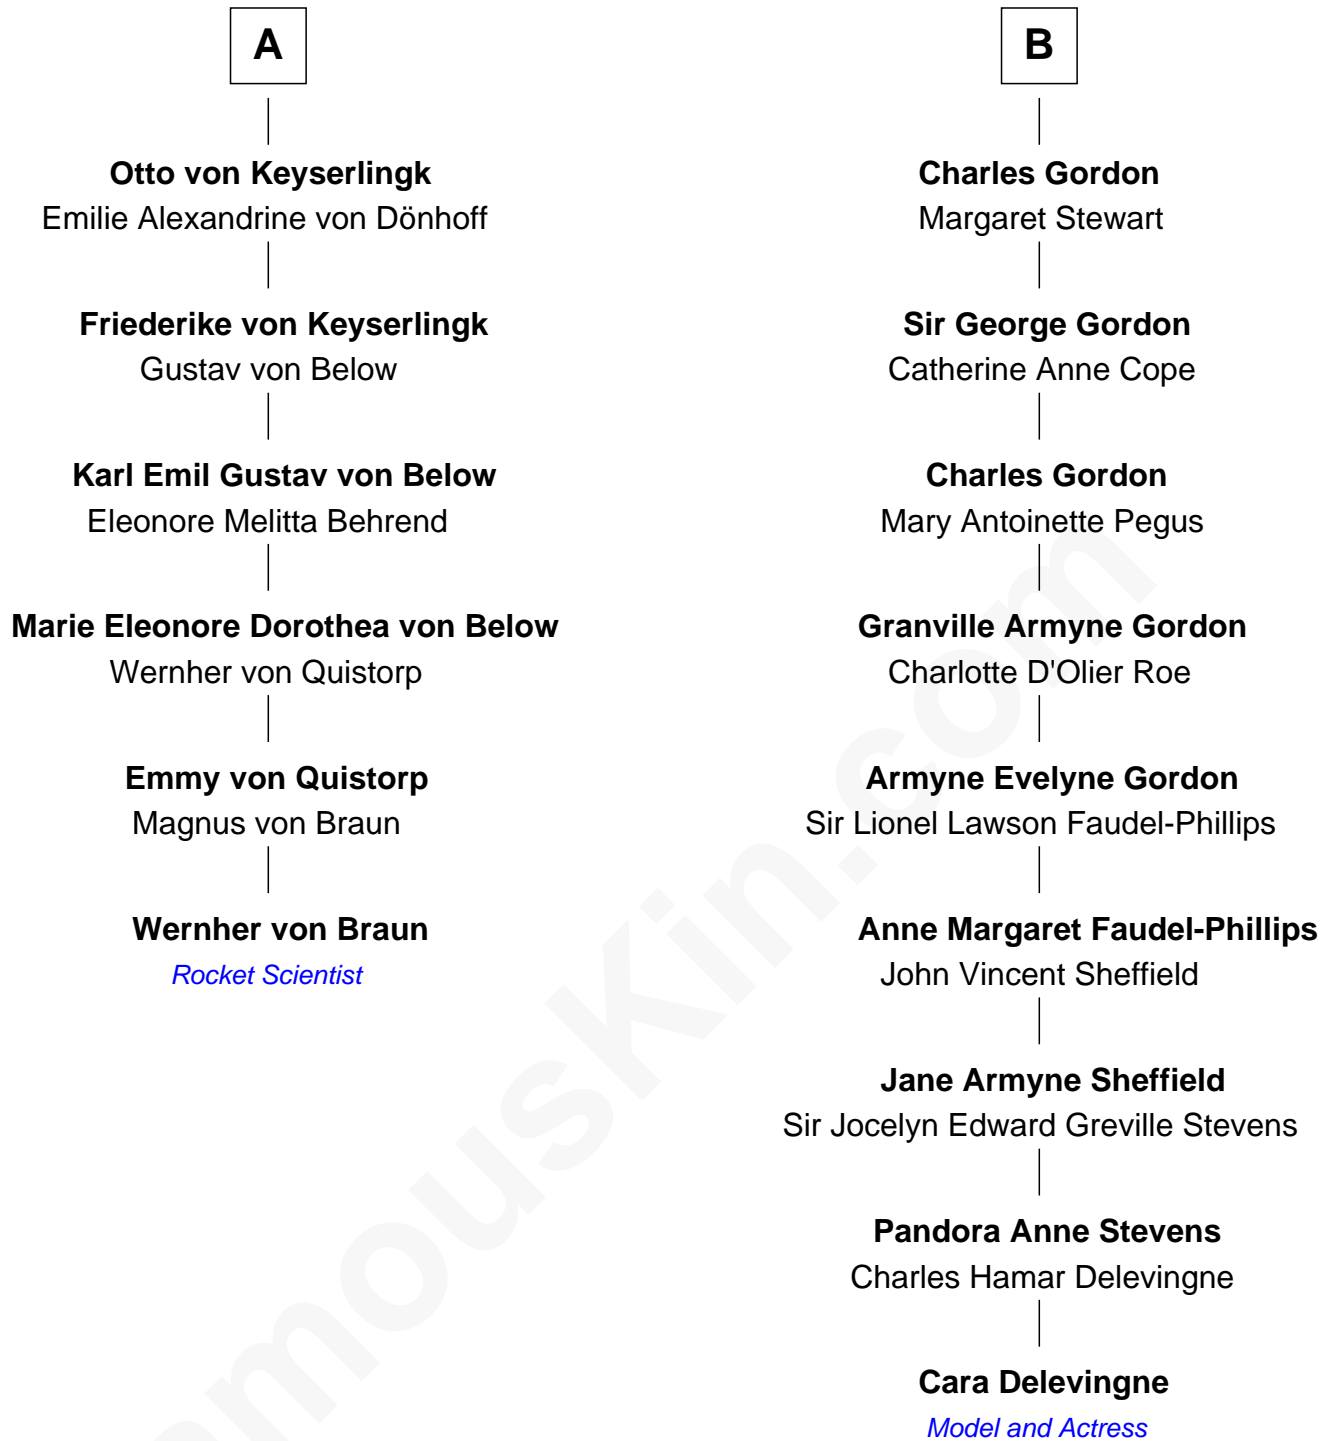 A
Otto von Keyserlingk
Emilie Alexandrine von Dönhoff
Friederike von Keyserlingk
Gustav von Below
Karl Emil Gustav von Below
Eleonore Melitta Behrend
Marie Eleonore Dorothea von Below
Wernher von Quistorp
Emmy von Quistorp
Magnus von Braun
Wernher von Braun
Rocket Scientist
B
Charles Gordon
Margaret Stewart
Sir George Gordon
Catherine Anne Cope
Charles Gordon
Mary Antoinette Pegus
Granville Armyne Gordon
Charlotte D'Olier Roe
Armyne Evelyne Gordon
Sir Lionel Lawson Faudel-Phillips
Anne Margaret Faudel-Phillips
John Vincent Sheffield
Jane Armyne Sheffield
Sir Jocelyn Edward Greville Stevens
Pandora Anne Stevens
Charles Hamar Delevingne
Cara Delevingne
Model and Actress
amouskin.com